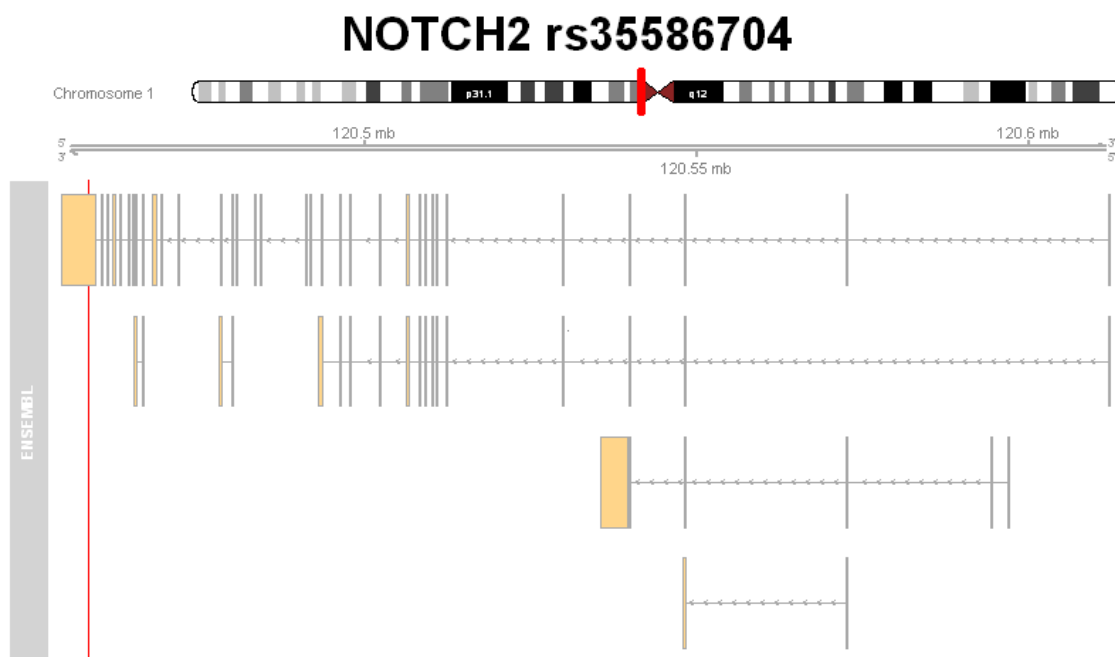 NOTCH2 rs35586704
Chromosome 1
p31.1
q12
120.5 mb
120.6 mb
5'
3'
3'
5'
120.55 mb
ENSEMBL